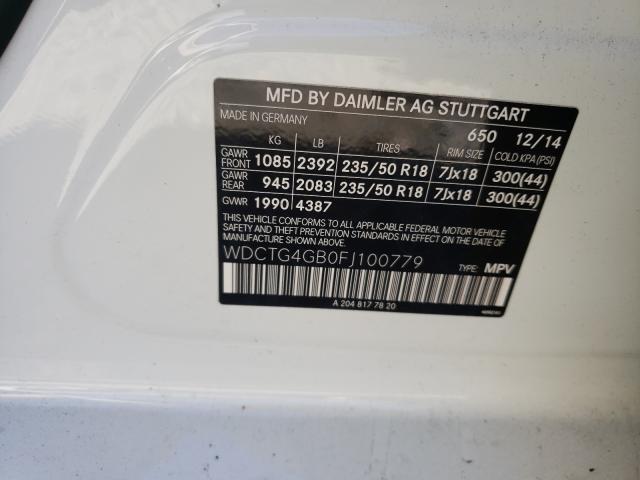 MFD BY DAIMLER AG STUTTGART
MADE IN GERMANY 650 12/14
KG LB TIRES RIM SIZE COLD KPA (PSI)
GAWR FRONT 1085 2392 235/50 R18 7Jx18 300(44)
GAWR REAR 945 2083 235/50 R18 7Jx18 300(44)
GVWR 1990 4387
THIS VEHICLE CONFORMS TO ALL APPLICABLE FEDERAL MOTOR VEHICLE
SAFETY AND THEFT PREVENTION STANDARDS IN EFFECT ON THE DATE OF
MANUFACTURE SHOWN ABOVE.
WDCTG4GB0FJ100779 TYPE: MPV
A 204 817 78 20